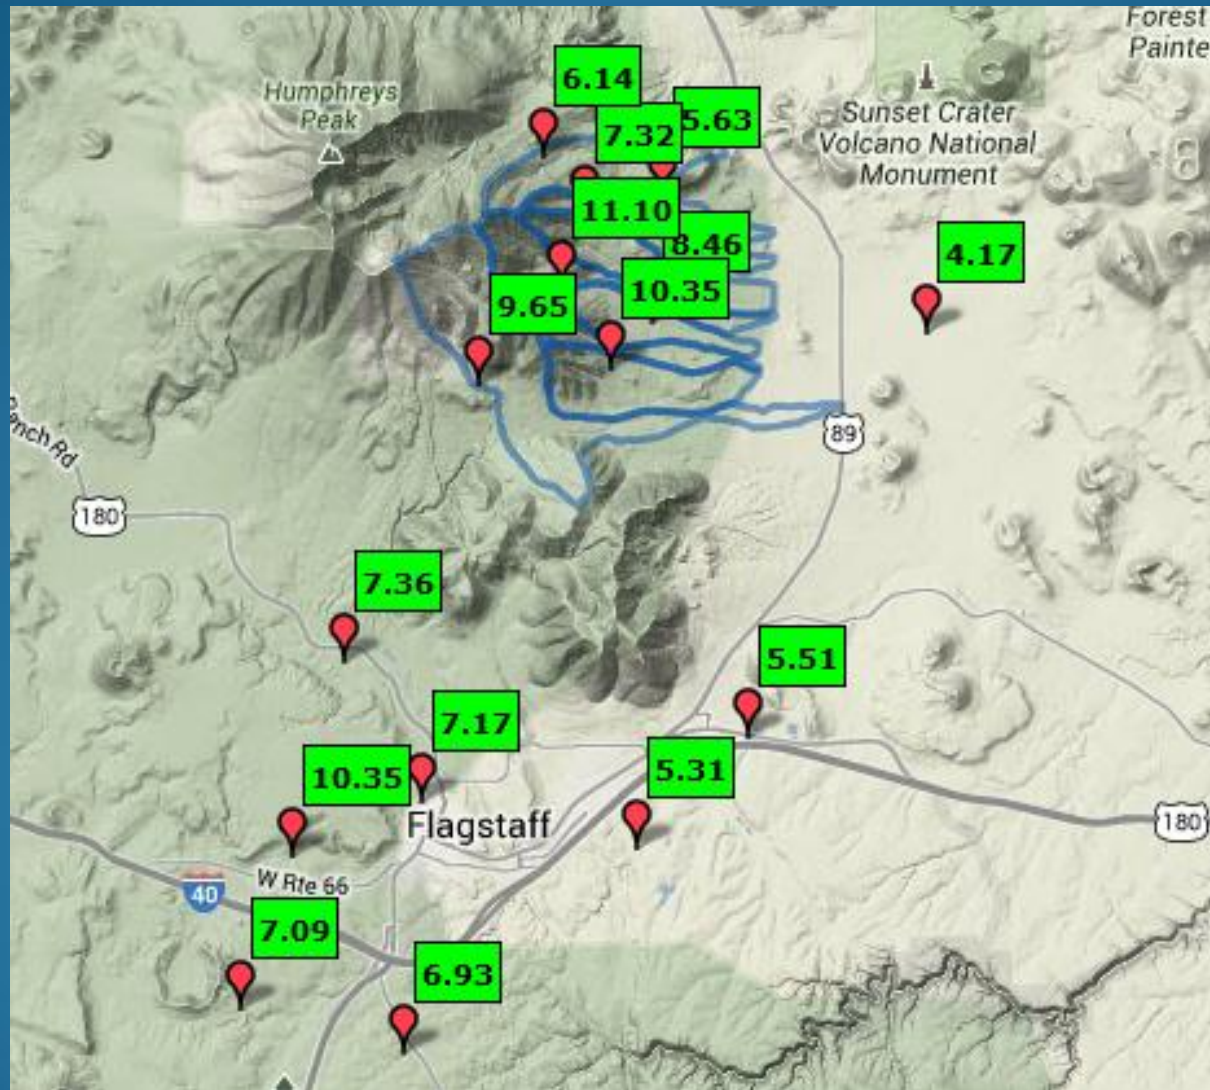 Forest
Painte
6.14
Humphreys
Peak
5.63
7.32
Sunset Crater
Volcano National
Monument
11.10
8.46
4.17
10.35
9.65
89
180
7.36
5.51
7.17
5.31
10.35
Flagstaff
180
W Rte 66
40
7.09
6.93